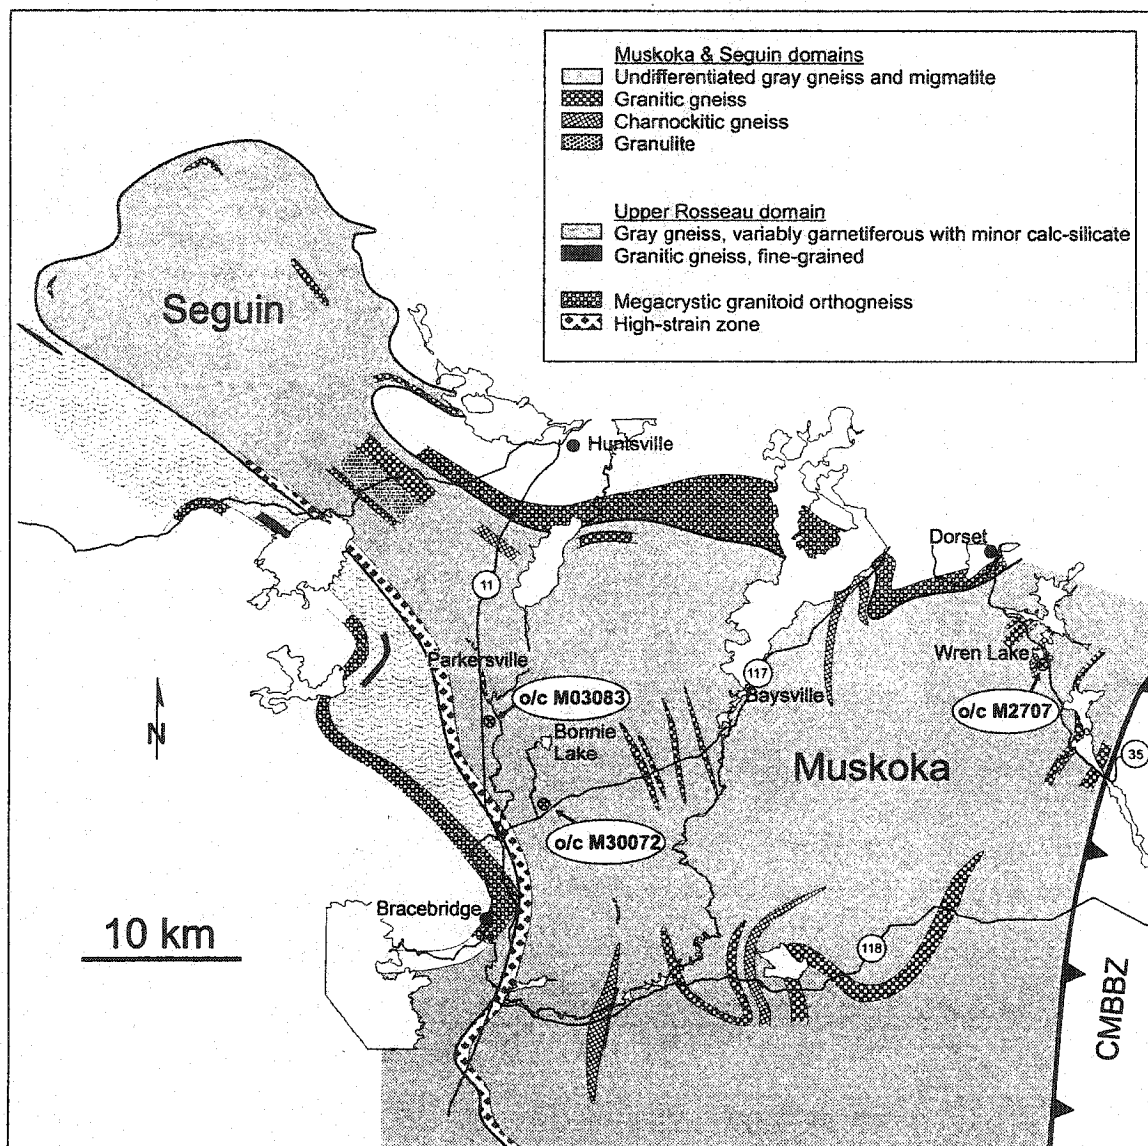 Muskoka & Seguin domains
Undifferentiated gray gneiss and migmatite
Granitic gneiss
Charnockitic gneiss
Granulite
Upper Rosseau domain
Gray gneiss, variably garnetiferous with minor calc-silicate
Granitic gneiss, fine-grained
Megacrystic granitoid orthogneiss
High-strain zone
Seguin
Huntsville
Dorset
11
Wren Lake
Parkersville
117
Baysville
o/c M03083
o/c M2707
N
Bonnie
Lake
Muskoka
35
o/c M30072
Bracebridge
10 km
118
CMBBZ